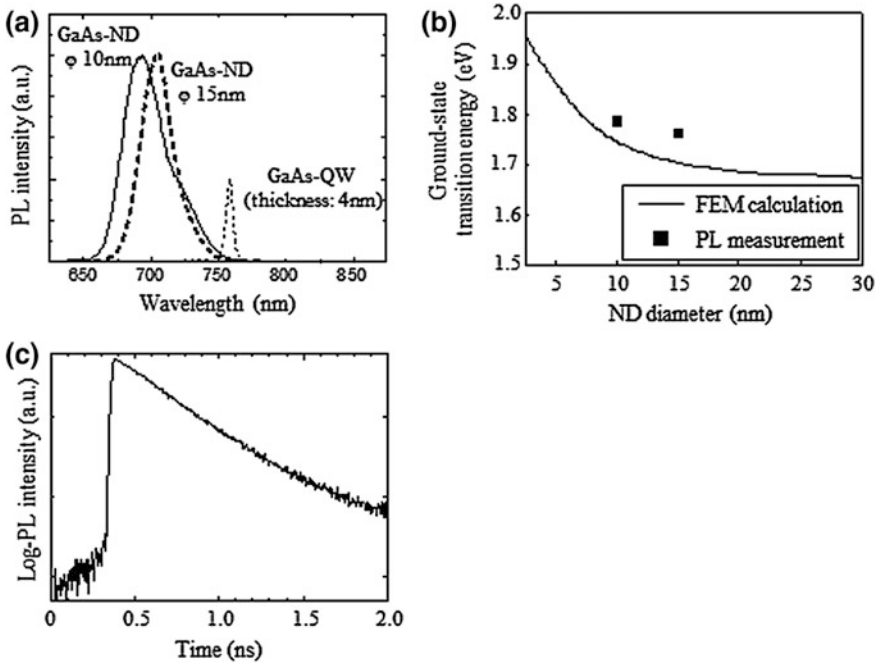 (a)
GaAs-ND
φ 10nm
GaAs-ND
φ 15nm
GaAs-QW
(thickness: 4nm)
PL intensity (a.u.)
650 700 750 800 850
Wavelength (nm)
(b)
Ground-state
transition energy (eV)
2.0
1.9
1.8
1.7
1.6
1.5
FEM calculation
PL measurement
5 10 15 20 25 30
ND diameter (nm)
(c)
Log-PL intensity (a.u.)
0 0.5 1.0 1.5 2.0
Time (ns)